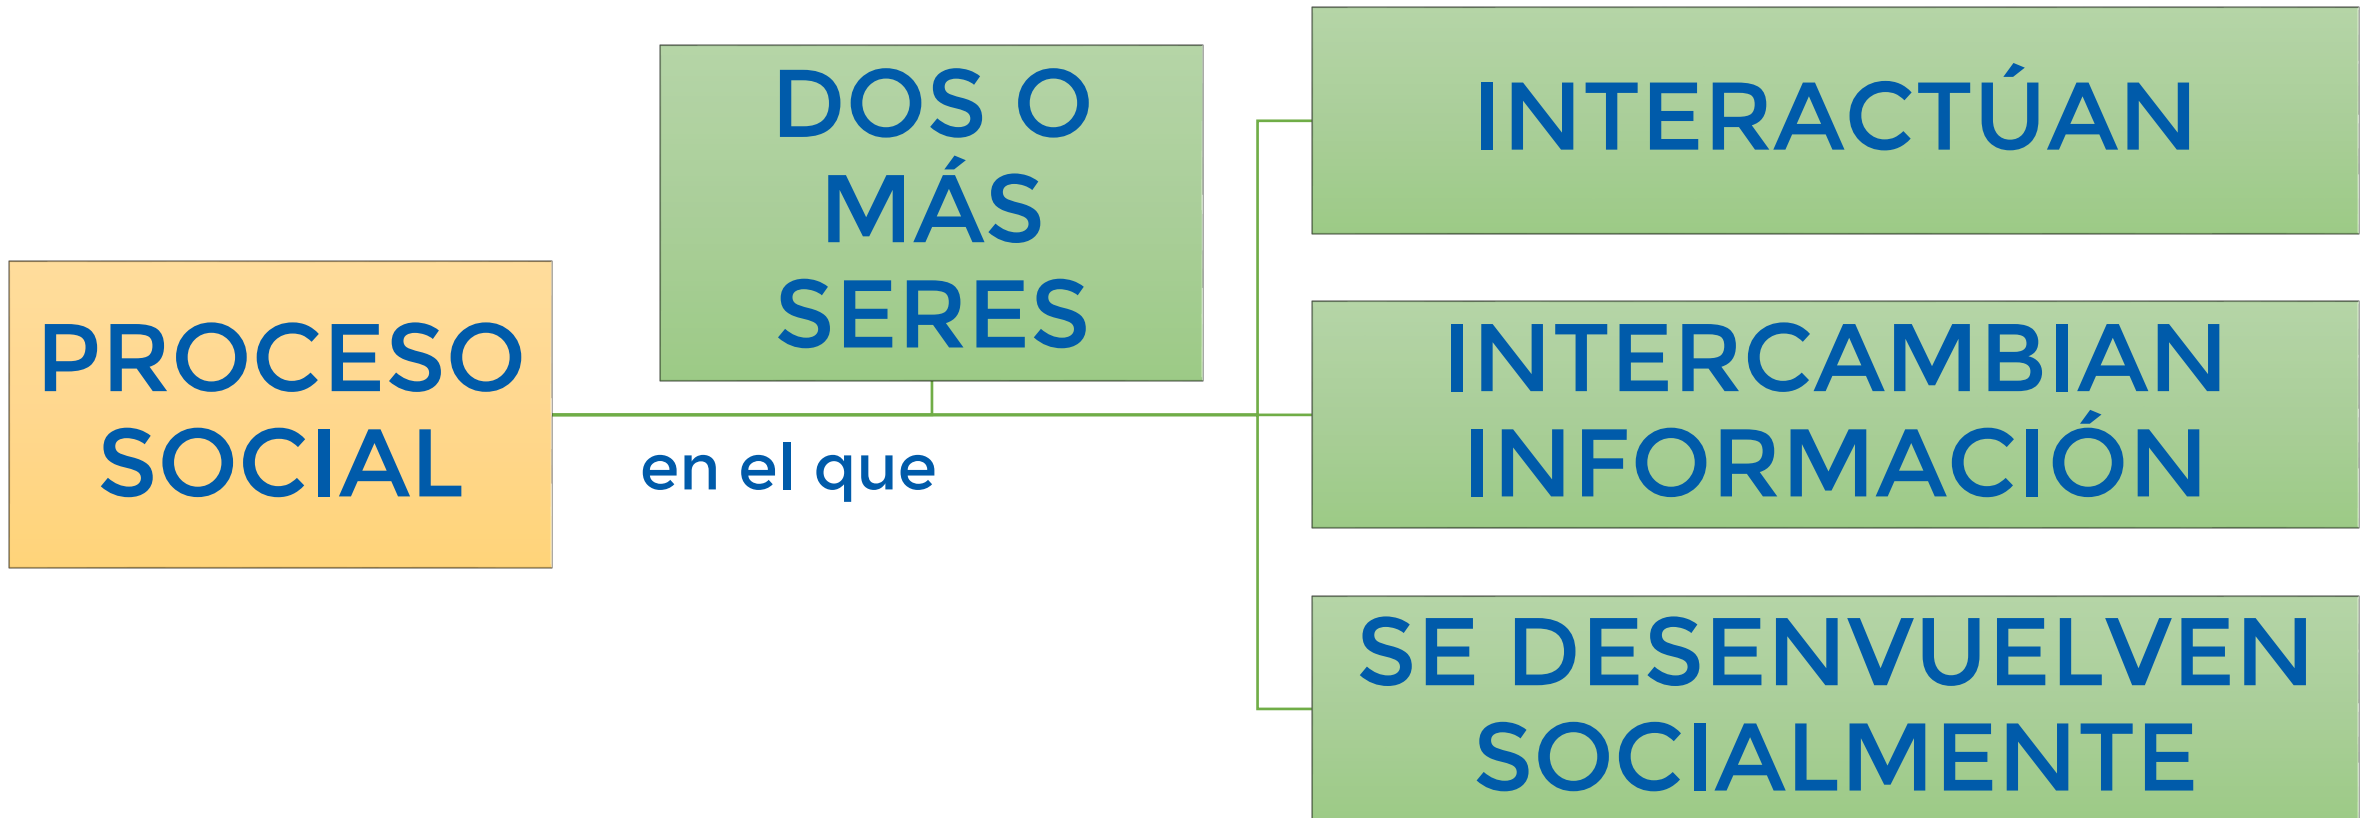 PROCESO
SOCIAL
en el que
DOS O
MÁS
SERES
INTERACTÚAN
INTERCAMBIAN
INFORMACIÓN
SE DESENVUELVEN
SOCIALMENTE